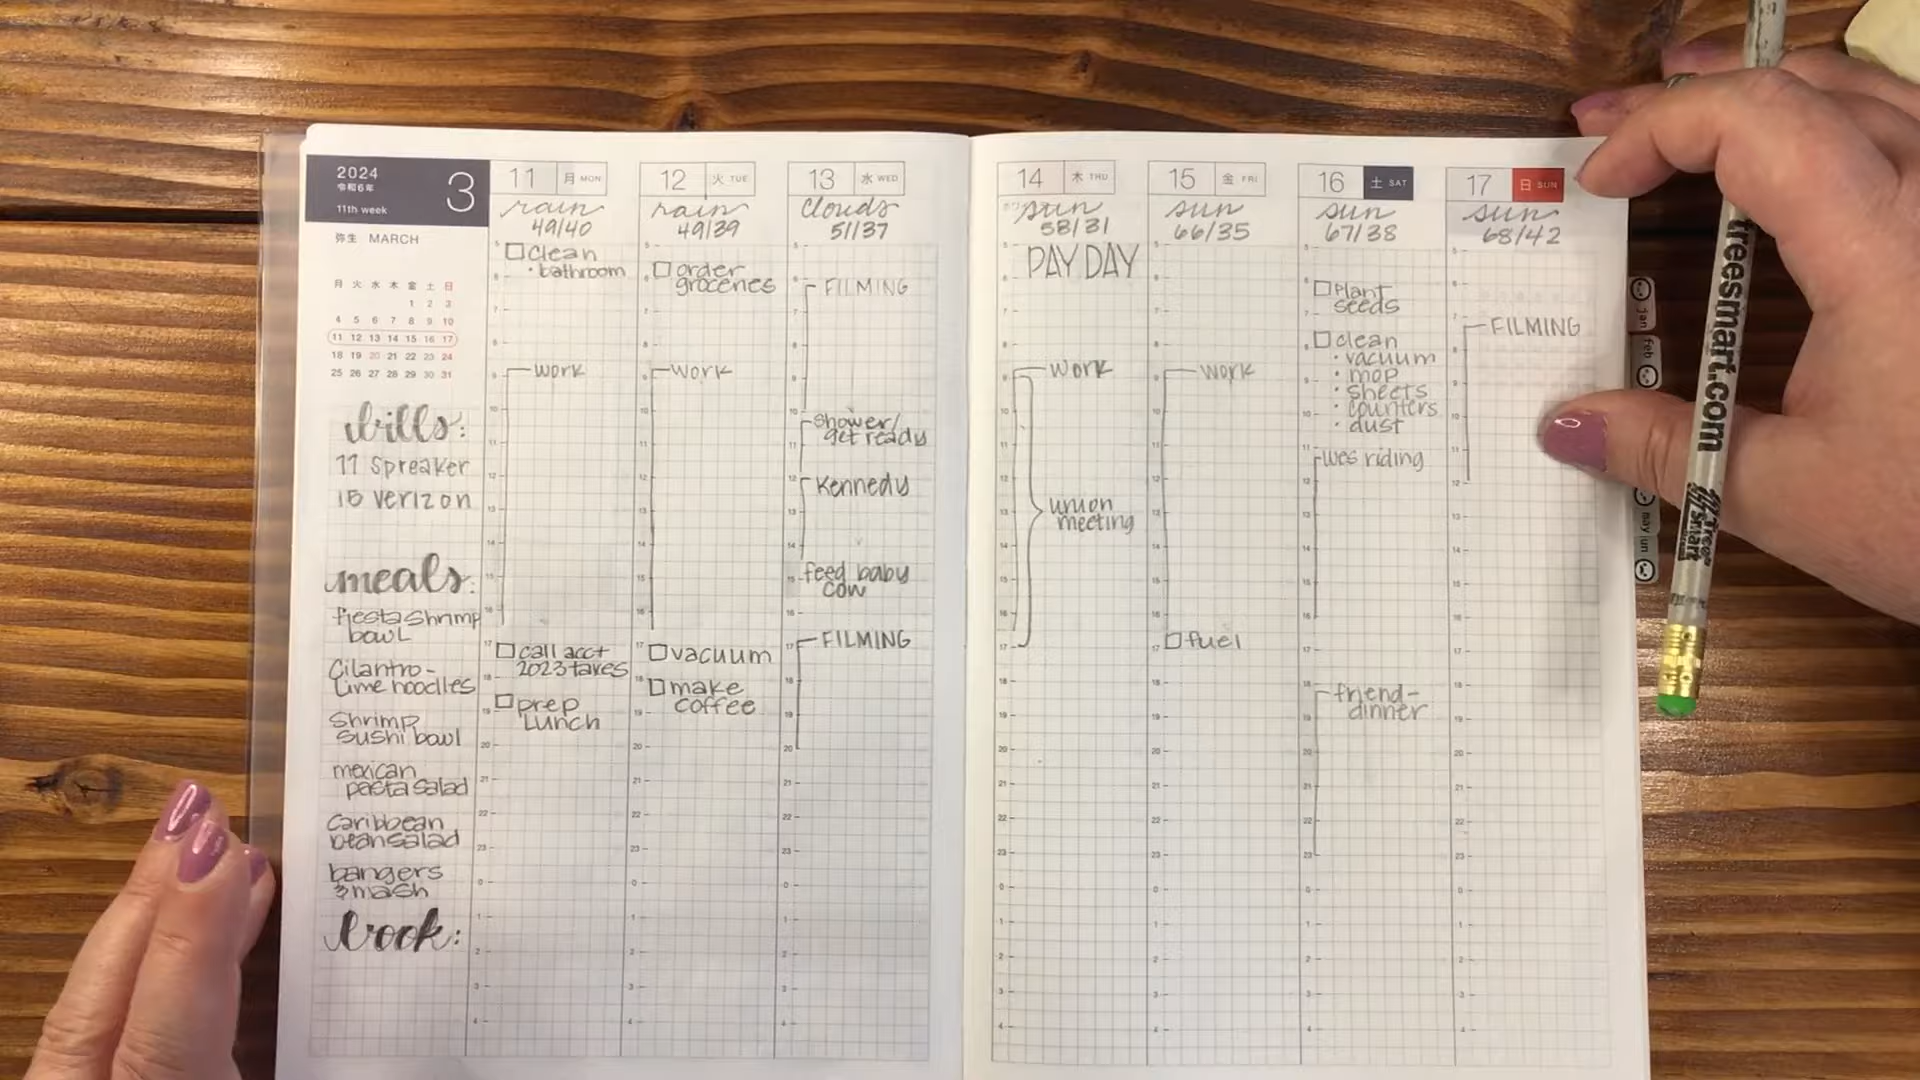 2024
令和6年
3
11th week
弥生 MARCH
月 火 水 木 金 土 日
1 2 3
4 5 6 7 8 9 10
11 12 13 14 15 16 17
18 19 20 21 22 23 24
25 26 27 28 29 30 31
bills:
11 Spreaker
15 verizon
meals:
fiesta shrimp
bowl
Cilantro-
Lime noodles
Shrimp
Sushi bowl
mexican
pasta salad
Caribbean
bean salad
bangers
& mash
book:
11 月 MON
rain
49/40
clean
• bathroom
work
call acct
2023 taxes
prep
Lunch
12 火 TUE
rain
49/39
order
groceries
work
vacuum
make
coffee
13 水 WED
clouds
51/37
FILMING
shower/
get ready
Kennedy
feed baby
cow
FILMING
14 木 THU
sun
58/31
PAY DAY
work
union
meeting
15 金 FRI
sun
66/35
work
fuel
16 土 SAT
sun
67/38
Plant
seeds
clean
• vacuum
• mop
• sheets
• counters
• dust
wes riding
friend-
dinner
17 日 SUN
sun
68/42
FILMING
jan
feb
may
jun
treesmart.com
Tree
Smart